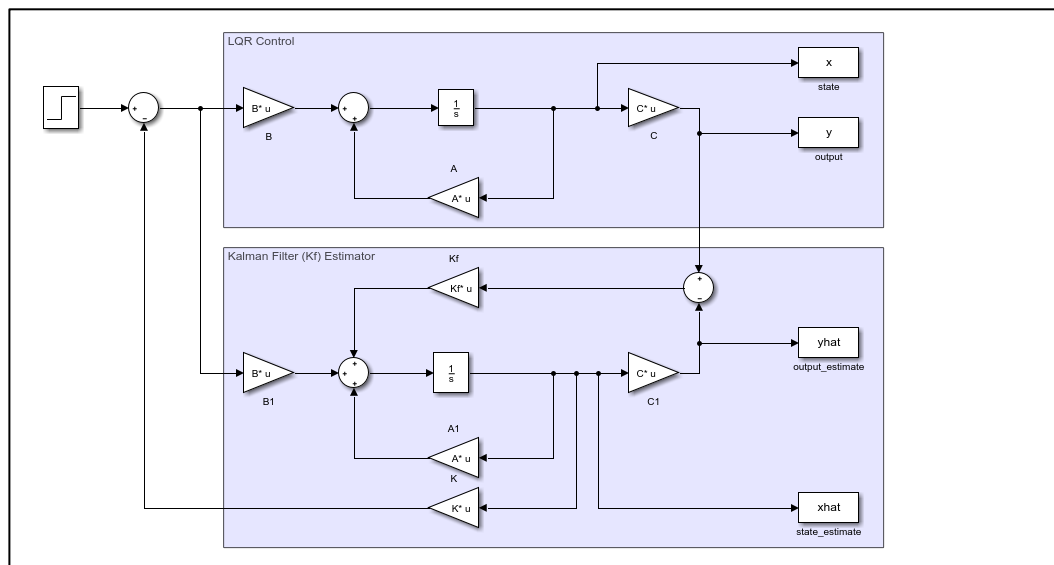 LQR Control
x
state
B* u
B
1
s
C* u
C
y
output
A
A* u
Kalman Filter (Kf) Estimator
Kf
Kf* u
yhat
output_estimate
B* u
B1
1
s
C* u
C1
A1
A* u
K
K* u
xhat
state_estimate